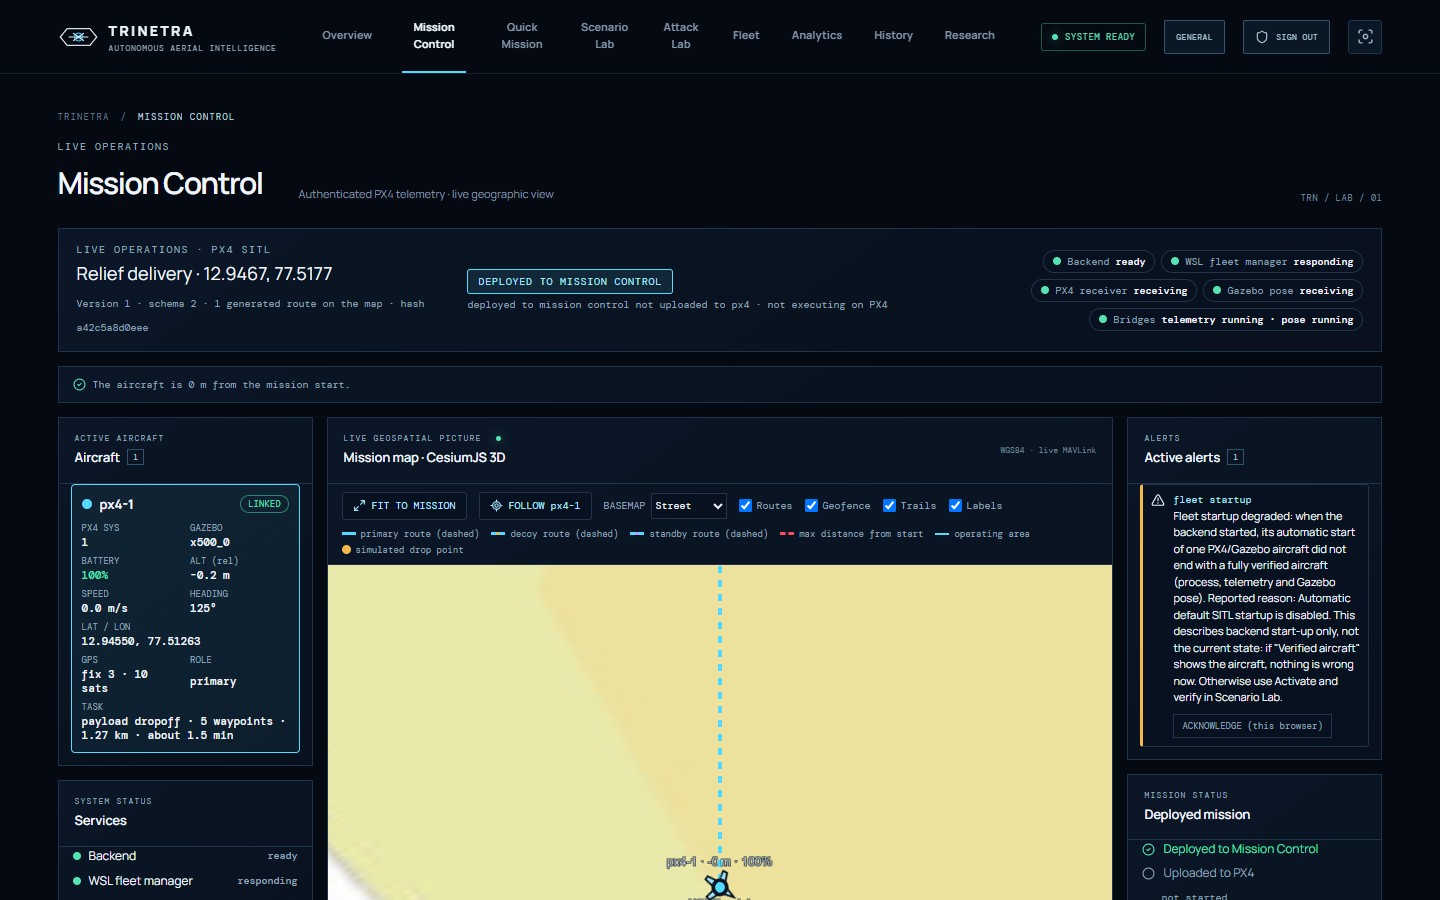 TRINETRA
AUTONOMOUS AERIAL INTELLIGENCE
Overview
Mission
Control
Quick
Mission
Scenario
Lab
Attack
Lab
Fleet
Analytics
History
Research
SYSTEM READY
GENERAL
SIGN OUT
TRINETRA / MISSION CONTROL
LIVE OPERATIONS
Mission Control
Authenticated PX4 telemetry · live geographic view
TRN / LAB / 01
LIVE OPERATIONS · PX4 SITL
Relief delivery · 12.9467, 77.5177
Version 1 · schema 2 · 1 generated route on the map · hash
a42c5a8d0eee
DEPLOYED TO MISSION CONTROL
deployed to mission control not uploaded to px4 · not executing on PX4
Backend ready
WSL fleet manager responding
PX4 receiver receiving
Gazebo pose receiving
Bridges telemetry running · pose running
The aircraft is 0 m from the mission start.
ACTIVE AIRCRAFT
Aircraft 1
px4-1
LINKED
PX4 SYS
GAZEBO
1
x500_0
BATTERY
ALT (rel)
100%
-0.2 m
SPEED
HEADING
0.0 m/s
125°
LAT / LON
12.94550, 77.51263
GPS
ROLE
fix 3 · 10
sats
primary
TASK
payload dropoff · 5 waypoints ·
1.27 km · about 1.5 min
SYSTEM STATUS
Services
Backend
ready
WSL fleet manager
responding
LIVE GEOSPATIAL PICTURE
Mission map · CesiumJS 3D
WGS84 · live MAVLink
FIT TO MISSION
FOLLOW px4-1
BASEMAP
Street
Routes
Geofence
Trails
Labels
primary route (dashed)
decoy route (dashed)
standby route (dashed)
max distance from start
operating area
simulated drop point
px4-1 · -0 m · 100%
ALERTS
Active alerts 1
fleet startup
Fleet startup degraded: when the
backend started, its automatic start
of one PX4/Gazebo aircraft did not
end with a fully verified aircraft
(process, telemetry and Gazebo
pose). Reported reason: Automatic
default SITL startup is disabled. This
describes backend start-up only, not
the current state: if "Verified aircraft"
shows the aircraft, nothing is wrong
now. Otherwise use Activate and
verify in Scenario Lab.
ACKNOWLEDGE (this browser)
MISSION STATUS
Deployed mission
Deployed to Mission Control
Uploaded to PX4
not started